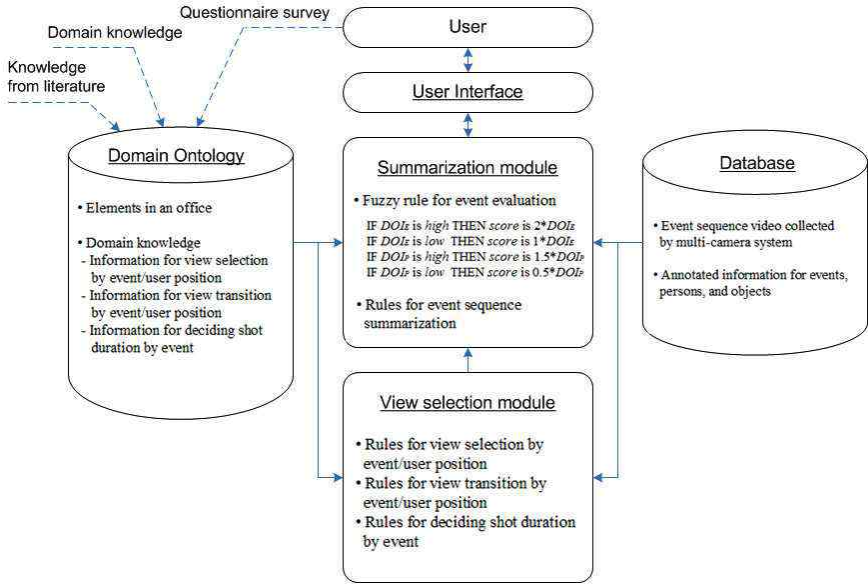 Questionnaire survey
Domain knowledge
Knowledge
from literature
User
User Interface
Domain Ontology
• Elements in an office
• Domain knowledge
- Information for view selection
by event/user position
- Information for view transition
by event/user position
- Information for deciding shot
duration by event
Summarization module
• Fuzzy rule for event evaluation
IF DOIE is high THEN score is 2*DOIE
IF DOIE is low THEN score is 1*DOIE
IF DOIP is high THEN score is 1.5*DOIP
IF DOIP is low THEN score is 0.5*DOIP
• Rules for event sequence
summarization
Database
• Event sequence video collected
by multi-camera system
• Annotated information for events,
persons, and objects
View selection module
• Rules for view selection by
event/user position
• Rules for view transition by
event/user position
• Rules for deciding shot duration
by event